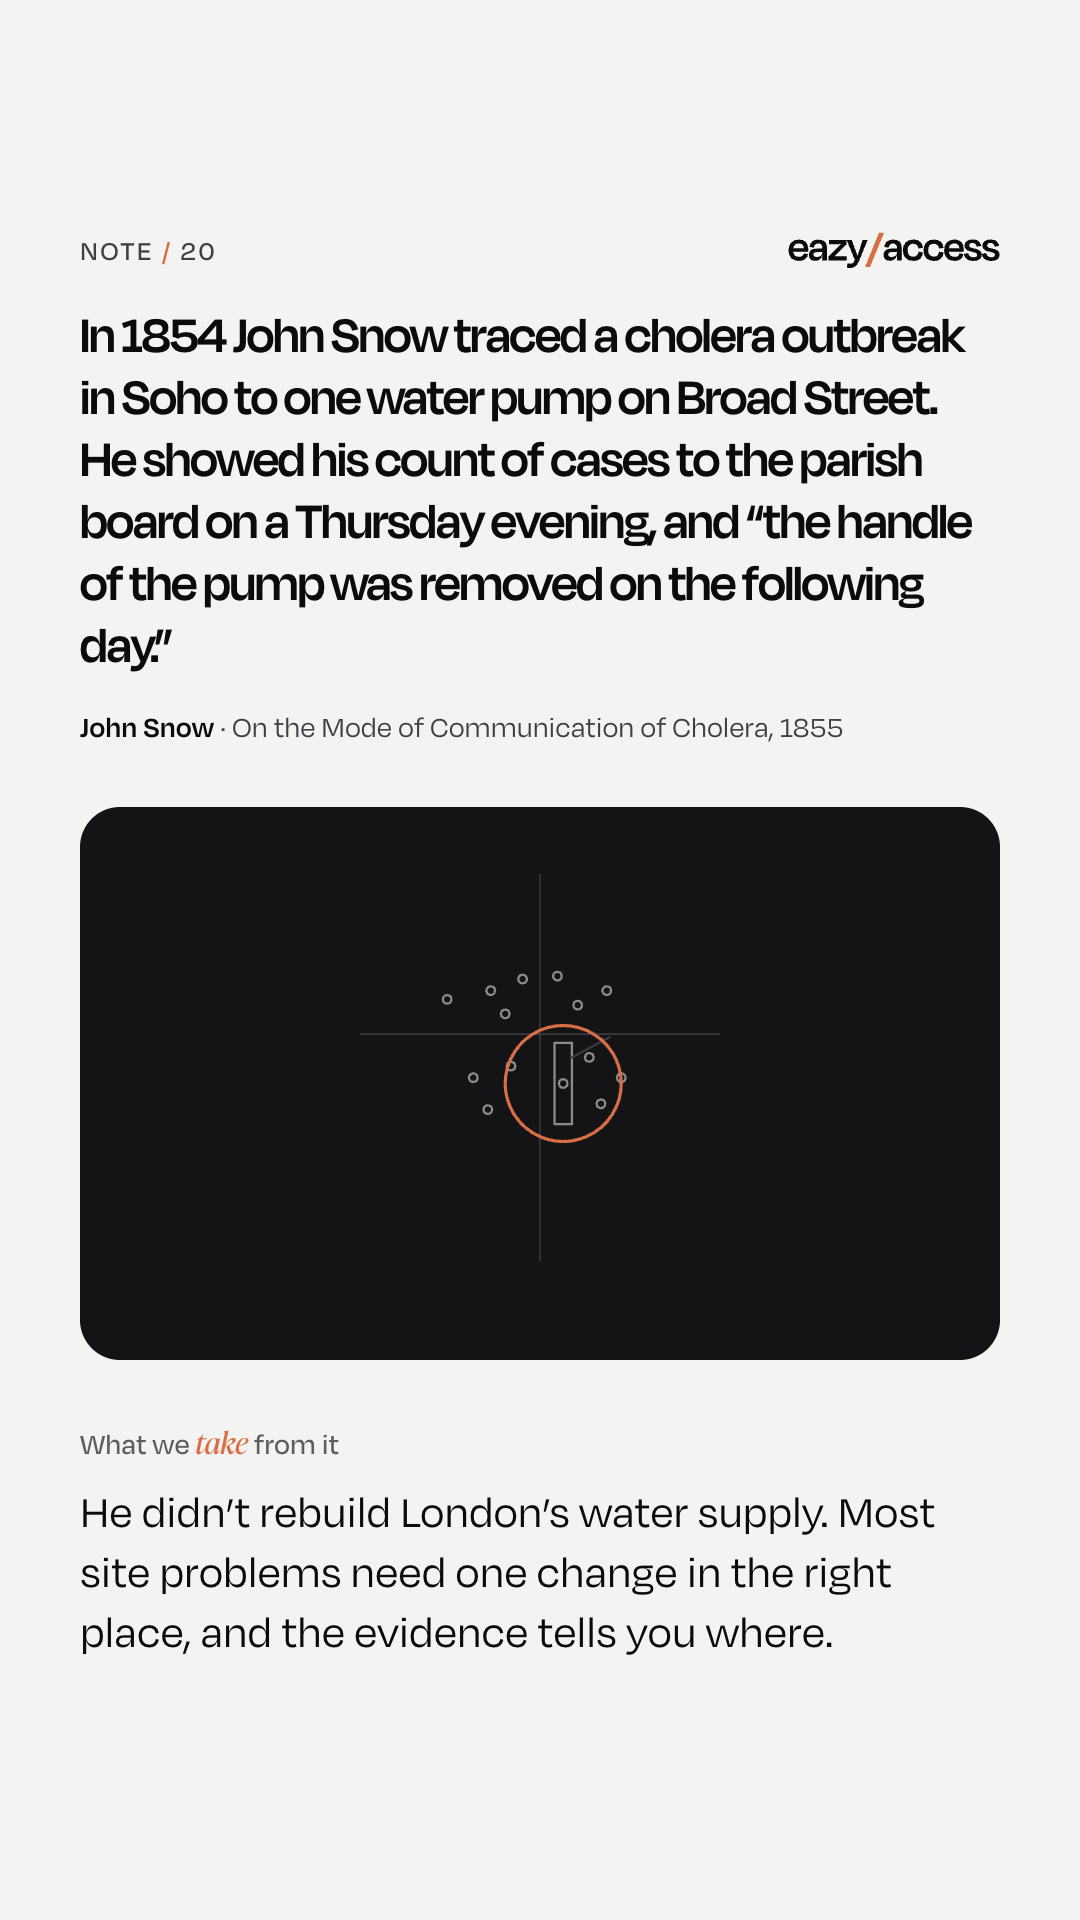 NOTE / 20
eazy/access
In 1854 John Snow traced a cholera outbreak
in Soho to one water pump on Broad Street.
He showed his count of cases to the parish
board on a Thursday evening, and “the handle
of the pump was removed on the following
day.”
John Snow · On the Mode of Communication of Cholera, 1855
What we take from it
He didn’t rebuild London’s water supply. Most
site problems need one change in the right
place, and the evidence tells you where.